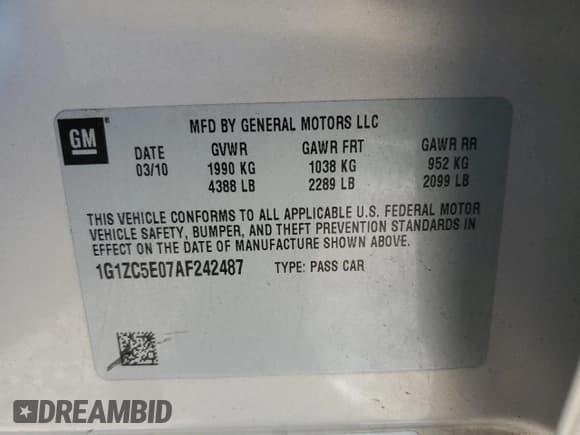 GM
®
MFD BY GENERAL MOTORS LLC
DATE GVWR GAWR FRT GAWR RR
03/10 1990 KG 1038 KG 952 KG
4388 LB 2289 LB 2099 LB
THIS VEHICLE CONFORMS TO ALL APPLICABLE U.S. FEDERAL MOTOR
VEHICLE SAFETY, BUMPER, AND THEFT PREVENTION STANDARDS IN
EFFECT ON THE DATE OF MANUFACTURE SHOWN ABOVE.
1G1ZC5E07AF242487 TYPE: PASS CAR
DREAMBID